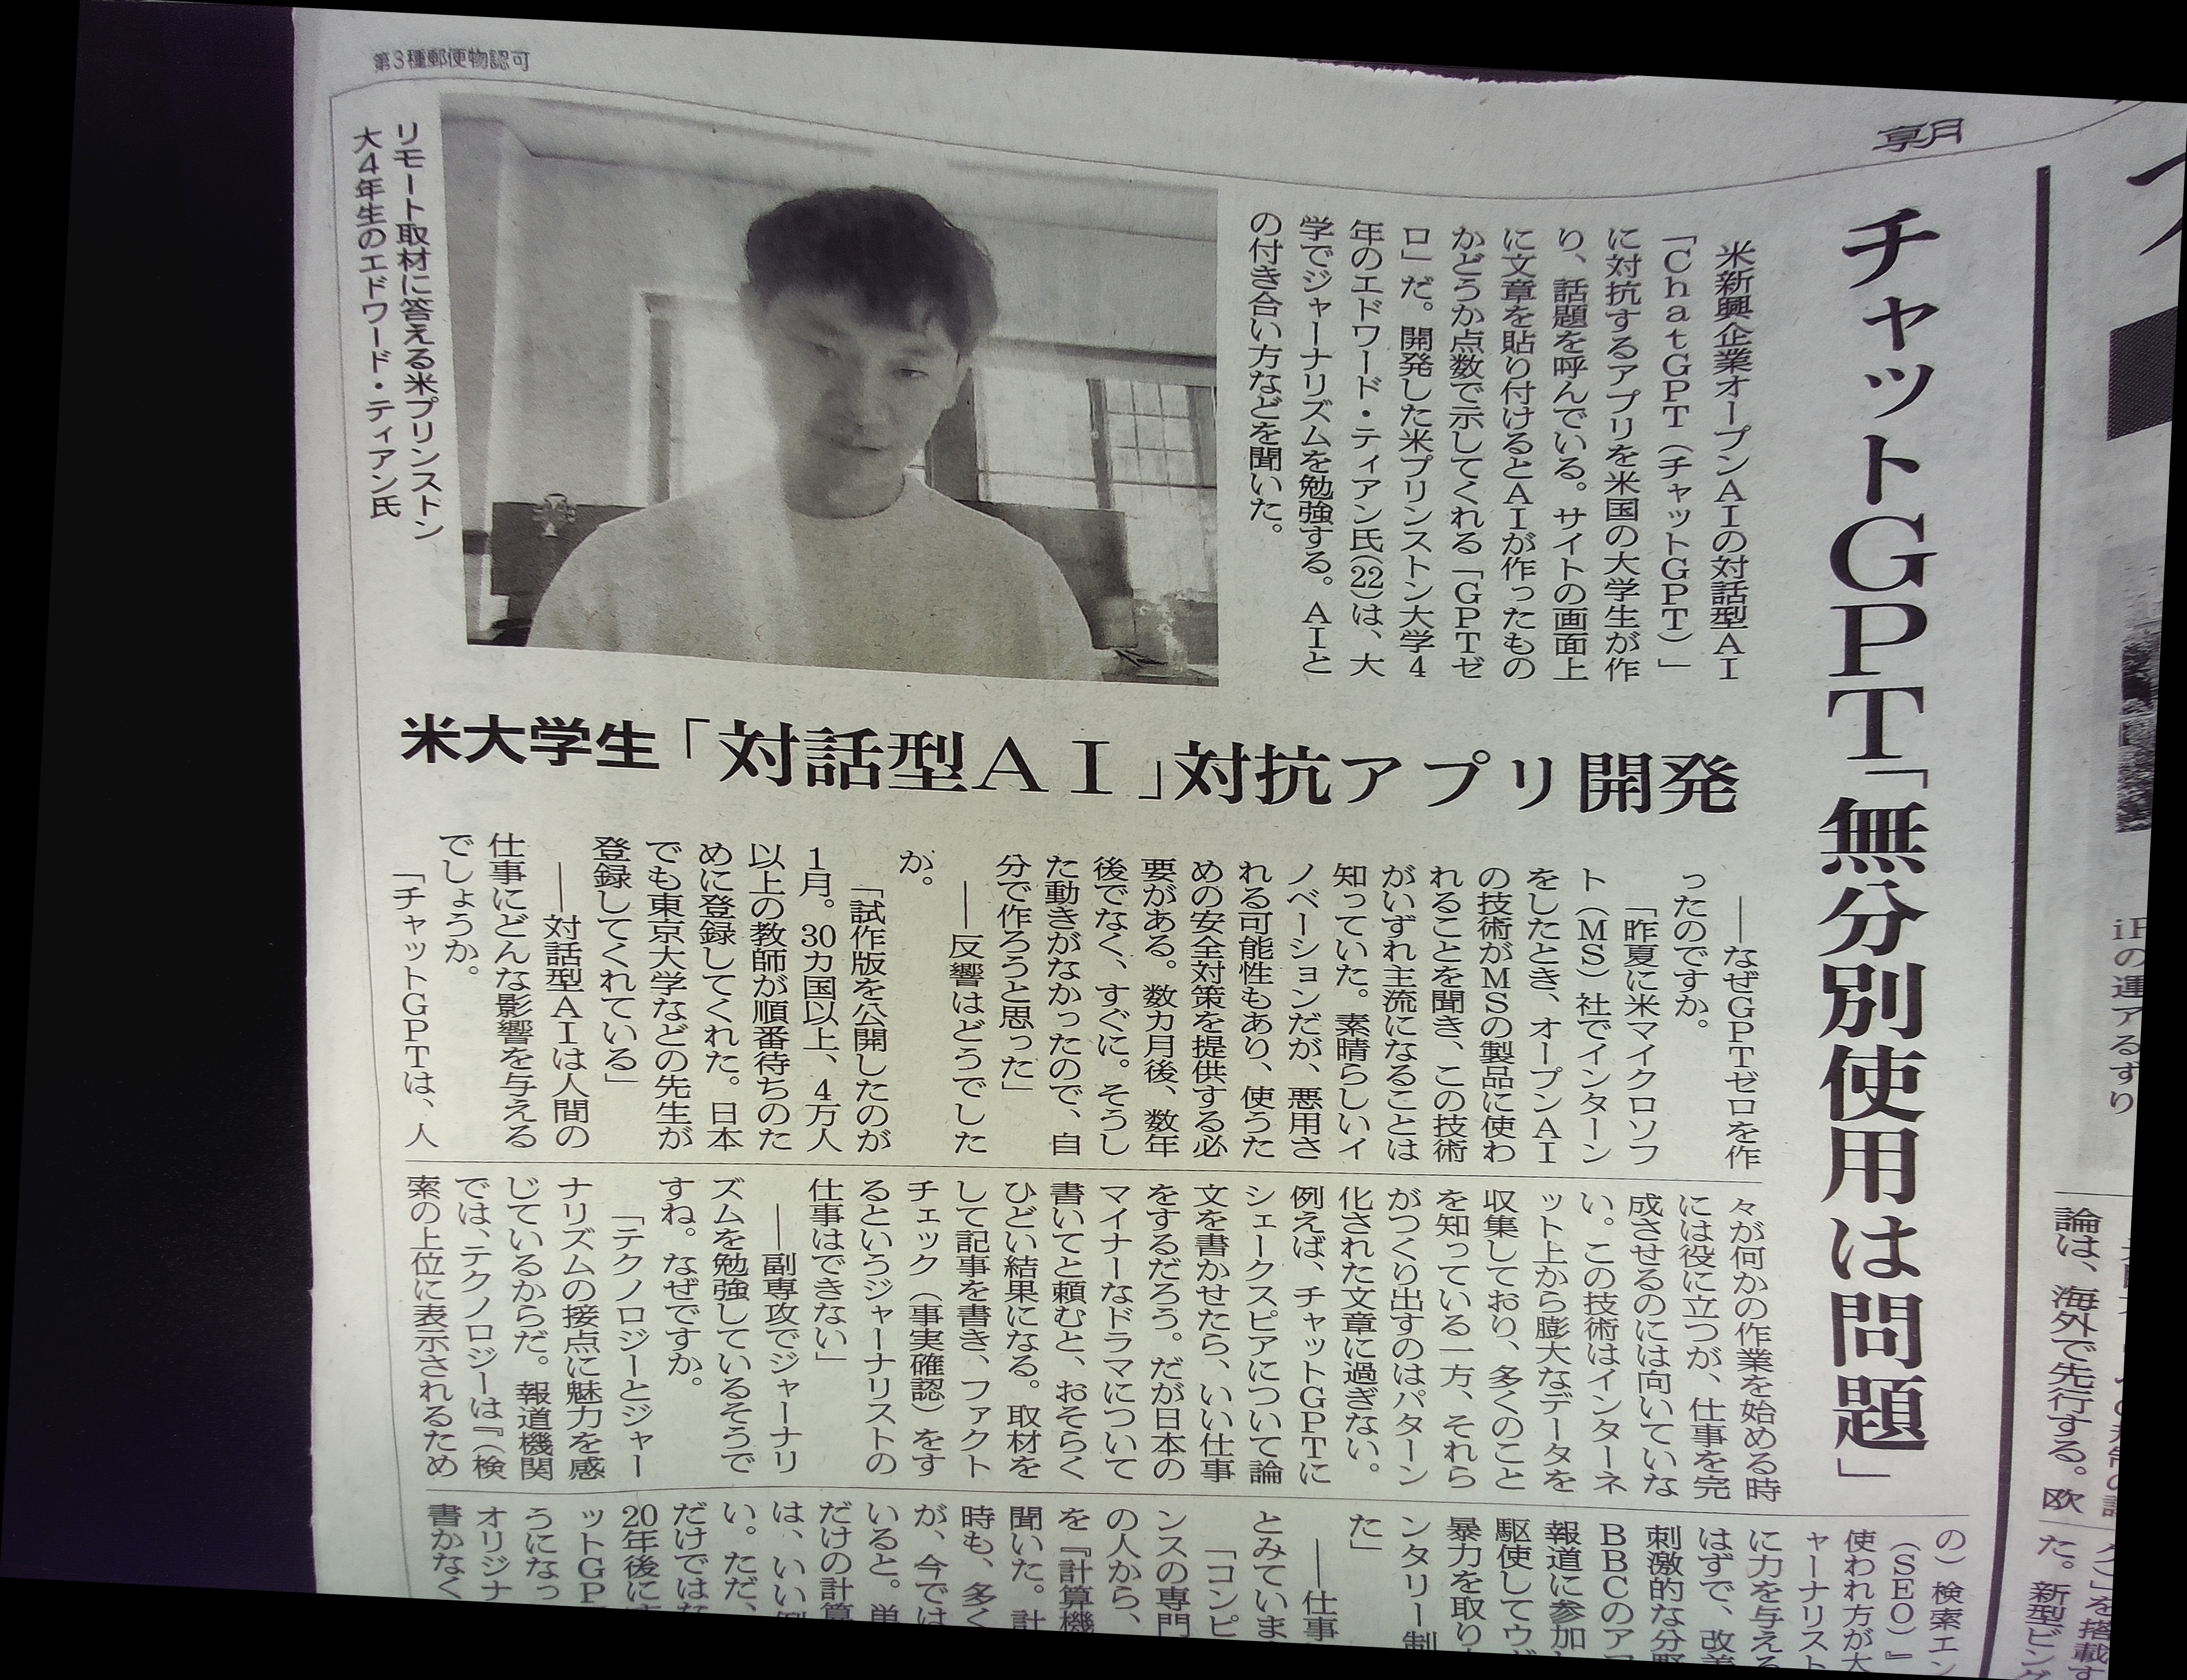 第3種郵便物認可
朝
チャットGPT「無分別使用は問題」
米大学生「対話型AI」対抗アプリ開発
米新興企業オープンAIの対話型AI
「ChatGPT(チャットGPT)」
に対抗するアプリを米国の大学生が作
り、話題を呼んでいる。サイトの画面上
に文章を貼り付けるとAIが作ったもの
かどうか点数で示してくれる「GPTゼ
ロ」だ。開発した米プリンストン大学4
年のエドワード・ティアン氏(22)は、大
学でジャーナリズムを勉強する。AIと
の付き合い方などを聞いた。
リモート取材に答える米プリンストン
大4年生のエドワード・ティアン氏
――なぜGPTゼロを作
ったのですか。
「昨夏に米マイクロソフ
ト(MS)社でインターン
をしたとき、オープンAI
の技術がMSの製品に使わ
れることを聞き、この技術
がいずれ主流になることは
知っていた。素晴らしいイ
ノベーションだが、悪用さ
れる可能性もあり、使うた
めの安全対策を提供する必
要がある。数カ月後、数年
後でなく、すぐに。そうし
た動きがなかったので、自
分で作ろうと思った」
――反響はどうでした
か。
「試作版を公開したのが
1月。30カ国以上、4万人
以上の教師が順番待ちのた
めに登録してくれた。日本
でも東京大学などの先生が
登録してくれている」
――対話型AIは人間の
仕事にどんな影響を与える
でしょうか。
「チャットGPTは、人
々が何かの作業を始める時
には役に立つが、仕事を完
成させるのには向いていな
い。この技術はインターネ
ット上から膨大なデータを
収集しており、多くのこと
を知っている一方、それら
がつくり出すのはパターン
化された文章に過ぎない。
例えば、チャットGPTに
シェークスピアについて論
文を書かせたら、いい仕事
をするだろう。だが日本の
マイナーなドラマについて
書いてと頼むと、おそらく
ひどい結果になる。取材を
して記事を書き、ファクト
チェック(事実確認)をす
るというジャーナリストの
仕事はできない」
――副専攻でジャーナリ
ズムを勉強しているそうで
すね。なぜですか。
「テクノロジーとジャー
ナリズムの接点に魅力を感
じているからだ。報道機関
では、テクノロジーは『(検
索の上位に表示されるため
の)検索エン
(SEO)』
使われ方が大
ャーナリスト
に力を与える
はずで、改善
刺激的な分野
BBCのア
報道に参加
駆使してウ
暴力を取り
ンタリー制
た」
――仕事
とみていま
「コンピ
ンスの専門
の人から、
を『計算機
聞いた。計
時も、多く
が、今では
いると。単
だけの計算
は、いい例
い。ただ、
だけではな
20年後に
ットGP
うになっ
オリジナ
書かなく
論は、海外で先行する。欧
た。新型ビング